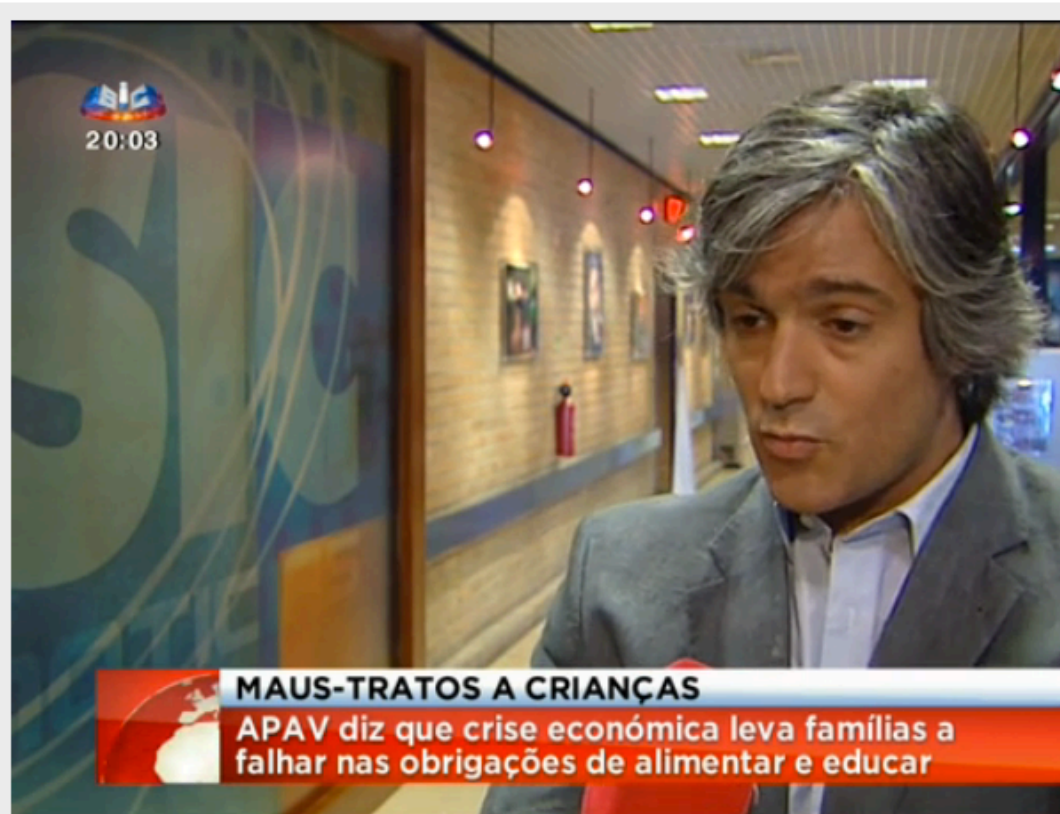 SIC
20:03
SIC
MAUS-TRATOS A CRIANÇAS
APAV diz que crise económica leva famílias a
falhar nas obrigações de alimentar e educar